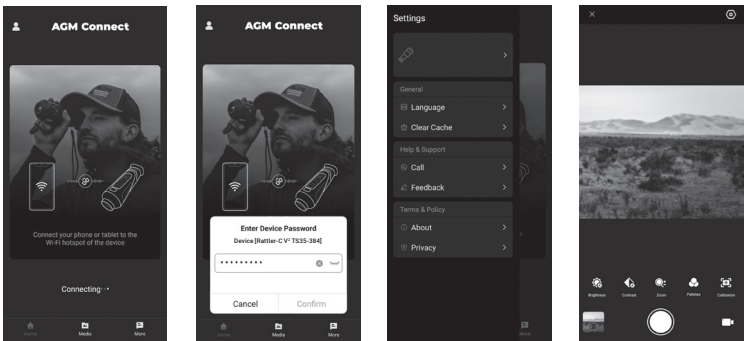 AGM Connect
Connect your phone or tablet to the
Wi-Fi hotspot of the device
Connecting···
Home
Media
More
AGM Connect
Enter Device Password
Device [Rattler-C V² TS35-384]
·········
Cancel
Confirm
Home
Media
More
Settings
General
Language
Clear Cache
Help & Support
Call
Feedback
Terms & Policy
About
Privacy
More
Brightness
Contrast
Zoom
Palettes
Calibration